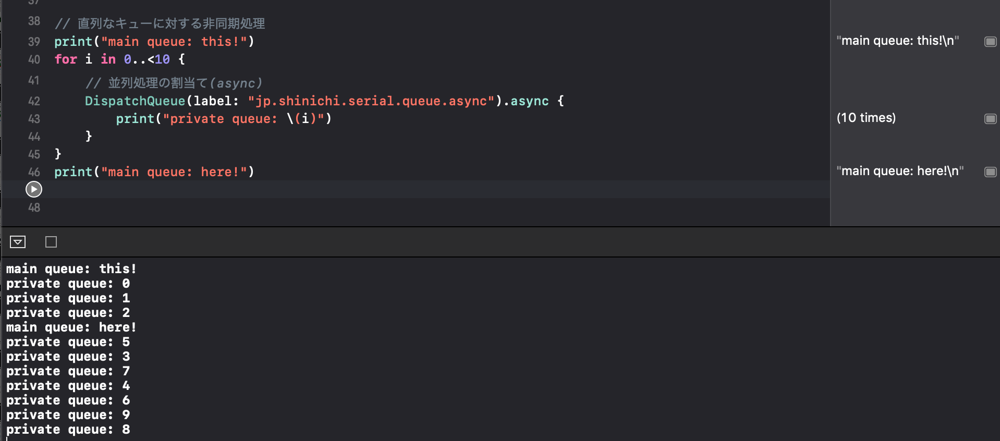 37
38 // 直列なキューに対する非同期処理
39 print("main queue: this!") "main queue: this!\n"
40 for i in 0..<10 {
41 // 並列処理の割当て(async)
42 DispatchQueue(label: "jp.shinichi.serial.queue.async").async {
43 print("private queue: \(i)") (10 times)
44 }
45 }
46 print("main queue: here!") "main queue: here!\n"
48
main queue: this!
private queue: 0
private queue: 1
private queue: 2
main queue: here!
private queue: 5
private queue: 3
private queue: 7
private queue: 4
private queue: 6
private queue: 9
private queue: 8